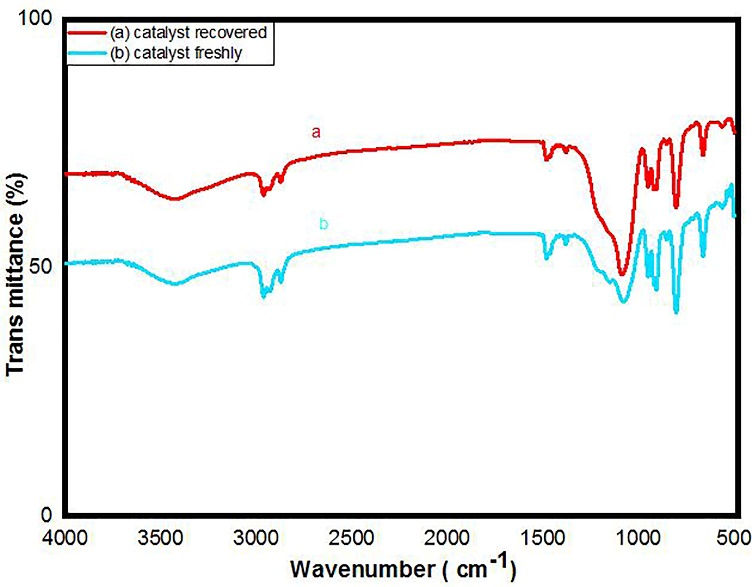 100
(a) catalyst recovered
(b) catalyst freshly
a
b
50
0
Trans mittance (%)
4000 3500 3000 2500 2000 1500 1000 500
Wavenumber ( cm-1)